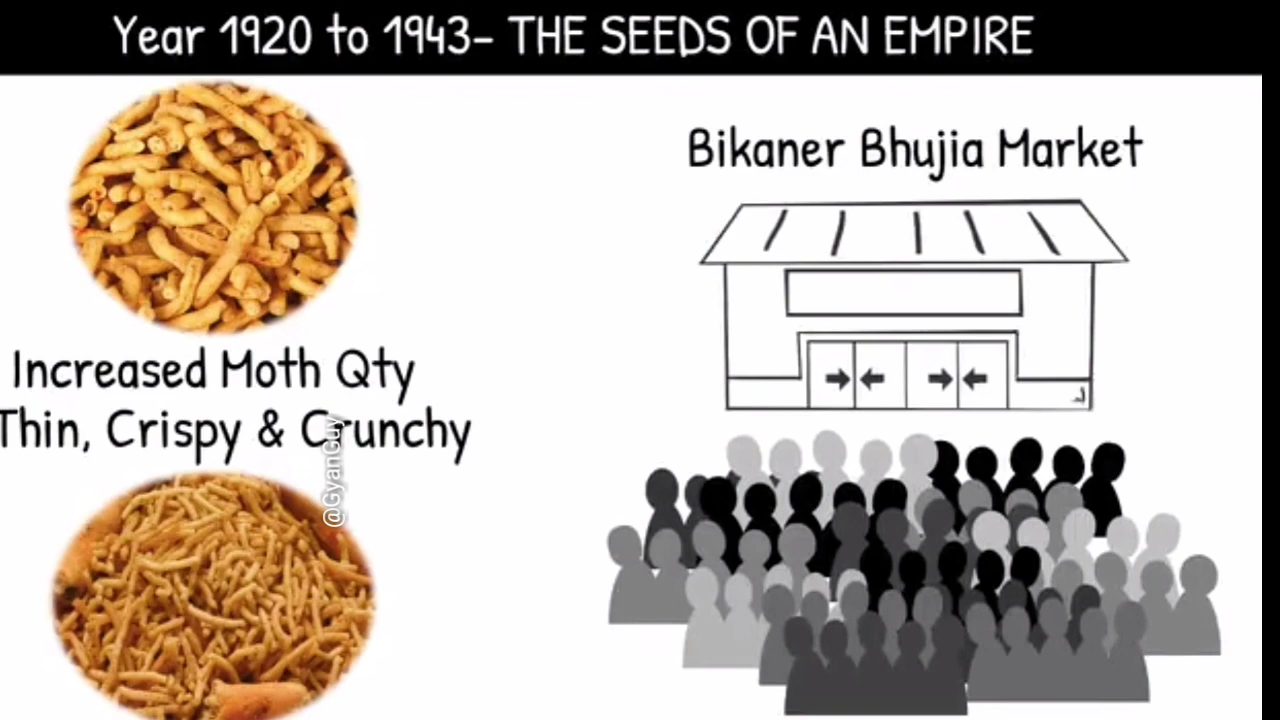 Year 1920 to 1943- THE SEEDS OF AN EMPIRE
Bikaner Bhujia Market
Increased Moth Qty
Thin, Crispy & Crunchy
@GyanGuy